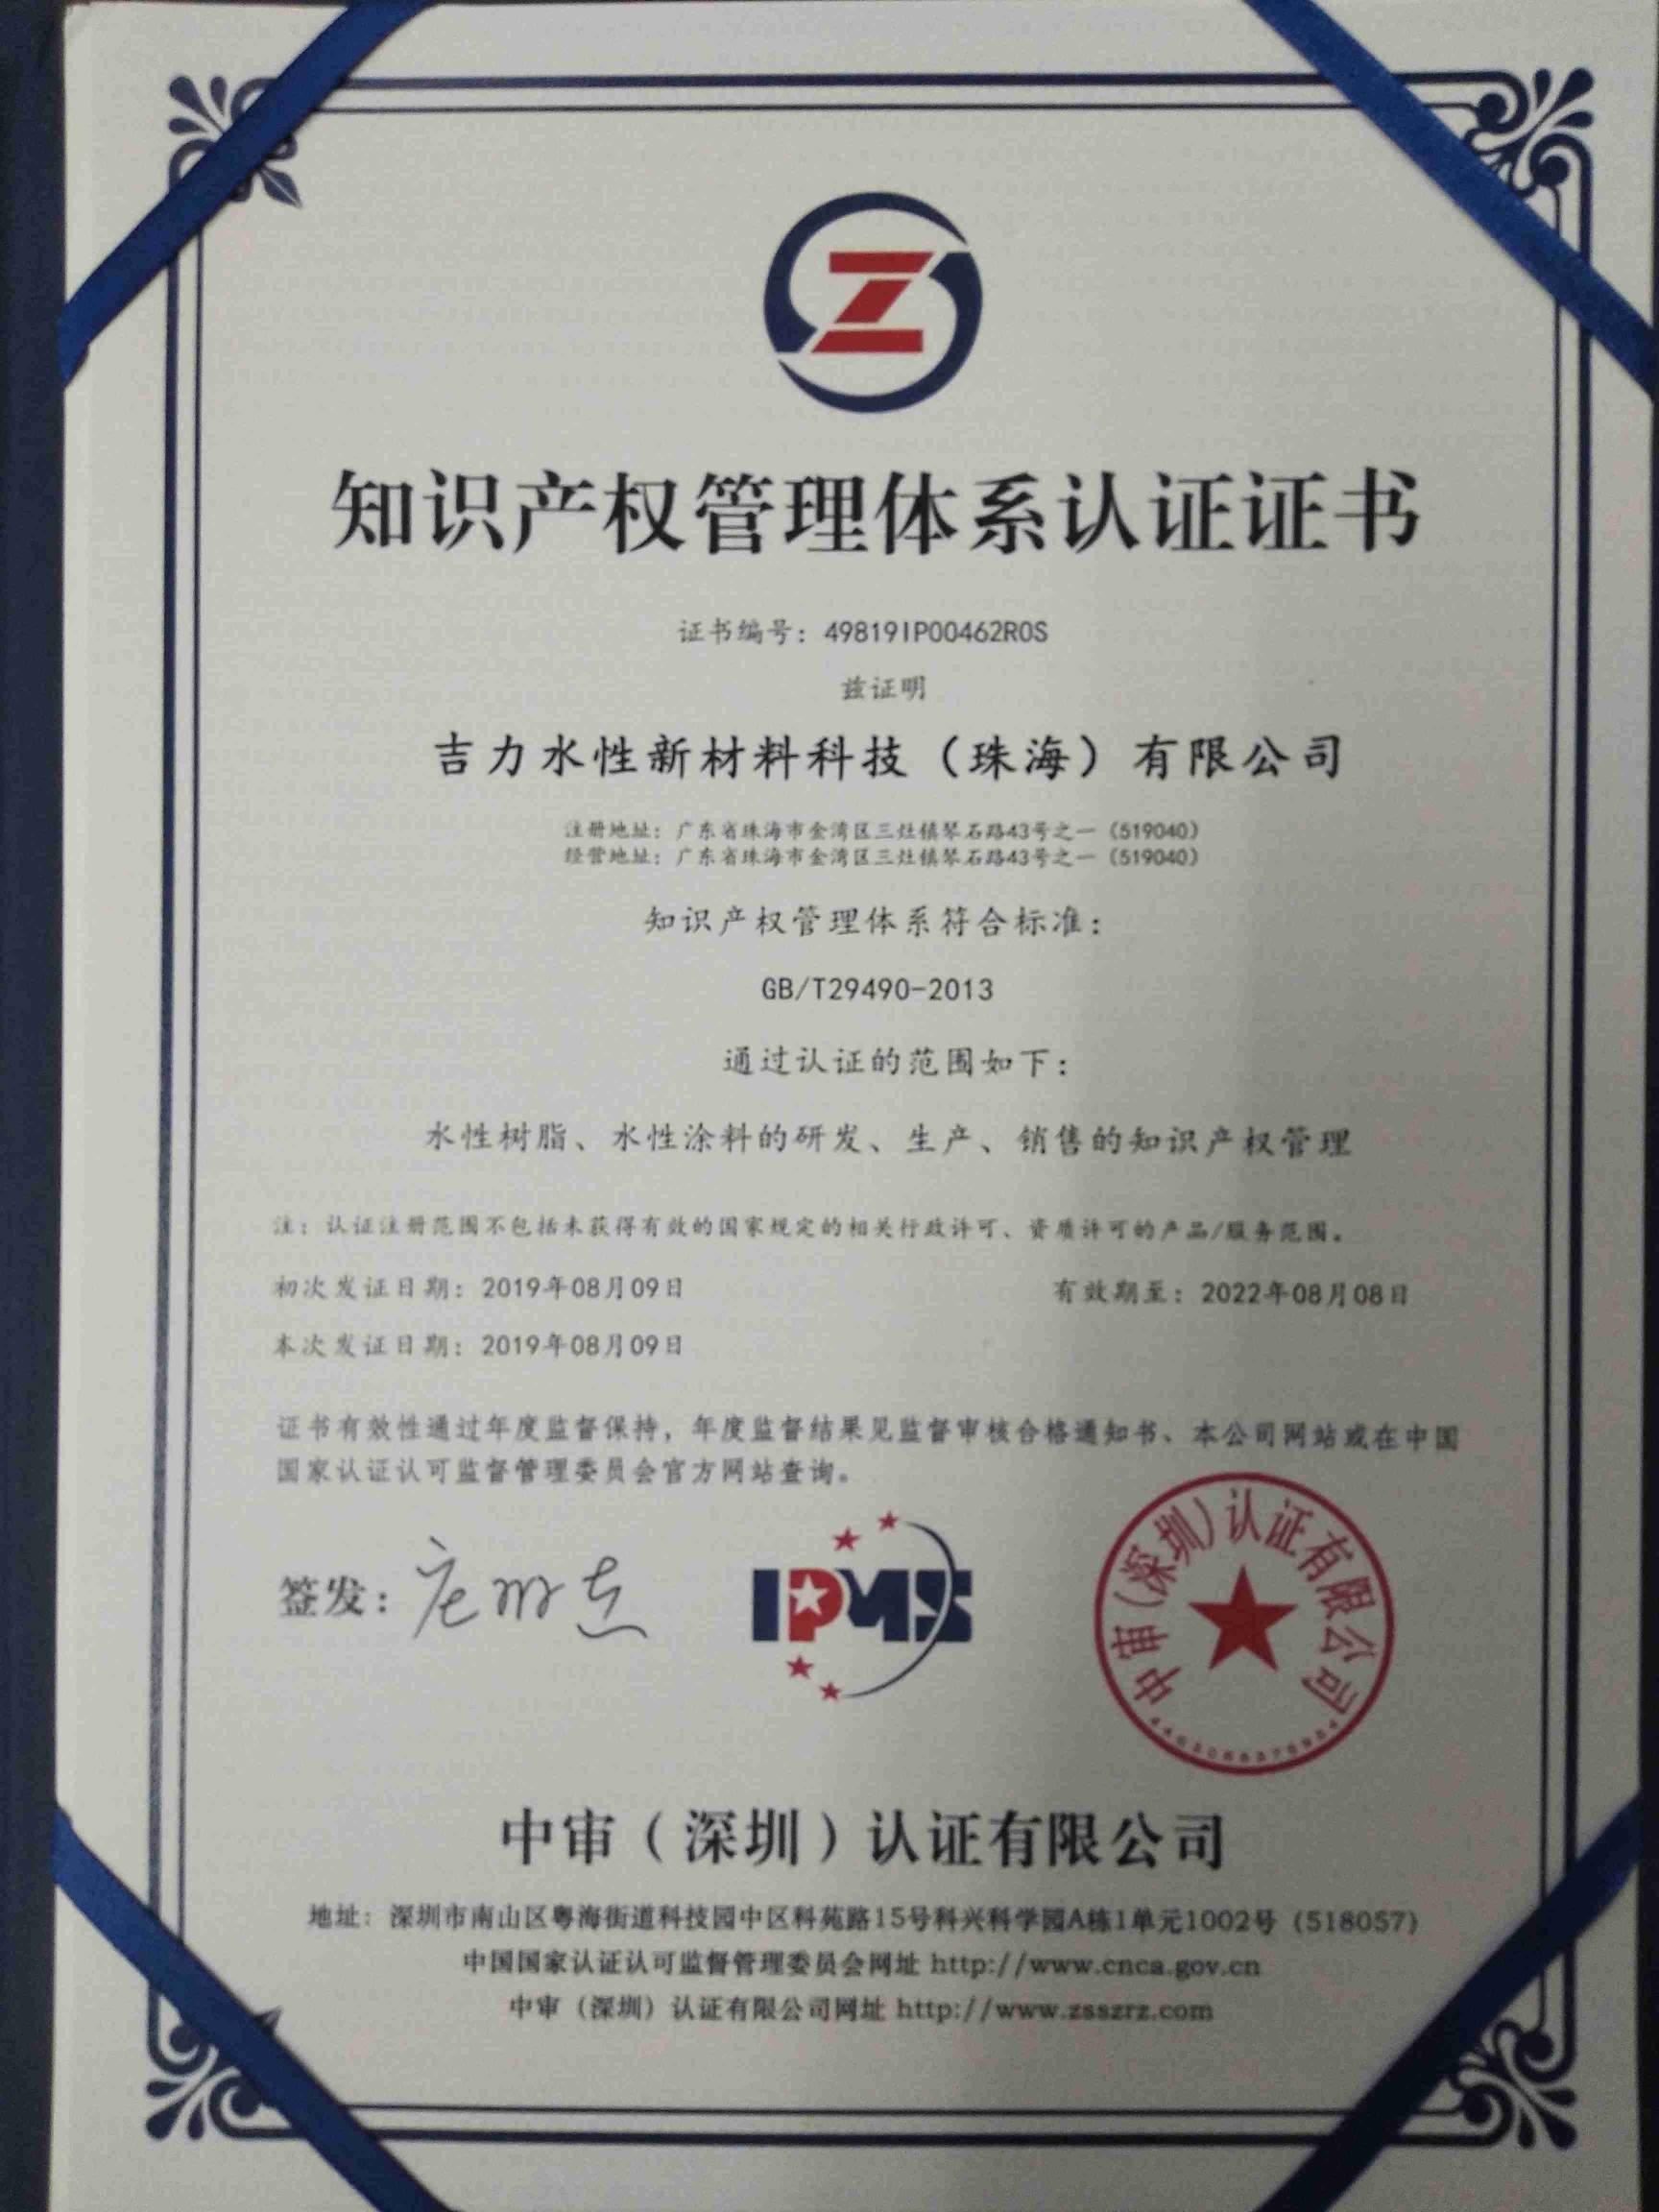 Z
知识产权管理体系认证证书
证书编号：49819IP00462R0S
兹证明
吉力水性新材料科技（珠海）有限公司
注册地址：广东省珠海市金湾区三灶镇琴石路43号之一（519040）
经营地址：广东省珠海市金湾区三灶镇琴石路43号之一（519040）
知识产权管理体系符合标准：
GB/T29490-2013
通过认证的范围如下：
水性树脂、水性涂料的研发、生产、销售的知识产权管理
注：认证注册范围不包括未获得有效的国家规定的相关行政许可、资质许可的产品/服务范围。
初次发证日期：2019年08月09日
有效期至：2022年08月08日
本次发证日期：2019年08月09日
证书有效性通过年度监督保持，年度监督结果见监督审核合格通知书、本公司网站或在中国
国家认证认可监督管理委员会官方网站查询。
签发：
IPMS
中审（深圳）认证有限公司
中审（深圳）认证有限公司
地址：深圳市南山区粤海街道科技园中区科苑路15号科兴科学园A栋1单元1002号（518057）
中国国家认证认可监督管理委员会网址 http://www.cnca.gov.cn
中审（深圳）认证有限公司网址 http://www.zsszrz.com